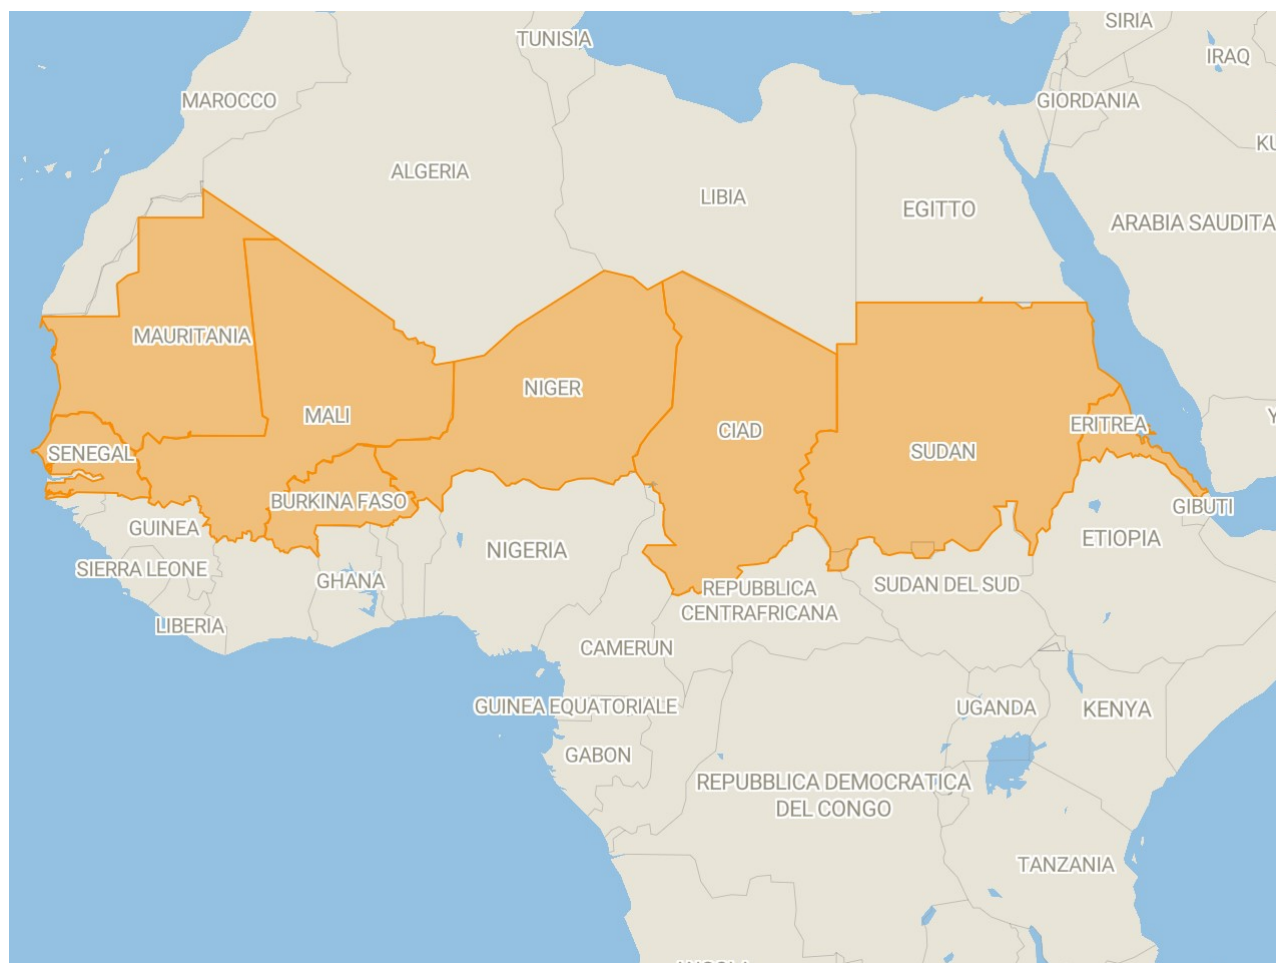 SIRIA
TUNISIA
IRAQ
MAROCCO
GIORDANIA
KU
ALGERIA
LIBIA
EGITTO
ARABIA SAUDITA
MAURITANIA
NIGER
MALI
Y
ERITREA
CIAD
SENEGAL
SUDAN
BURKINA FASO
GIBUTI
GUINEA
ETIOPIA
NIGERIA
SIERRA LEONE
GHANA
SUDAN DEL SUD
REPUBBLICA
CENTRAFRICANA
LIBERIA
CAMERUN
GUINEA EQUATORIALE
UGANDA
KENYA
GABON
REPUBBLICA DEMOCRATICA
DEL CONGO
TANZANIA